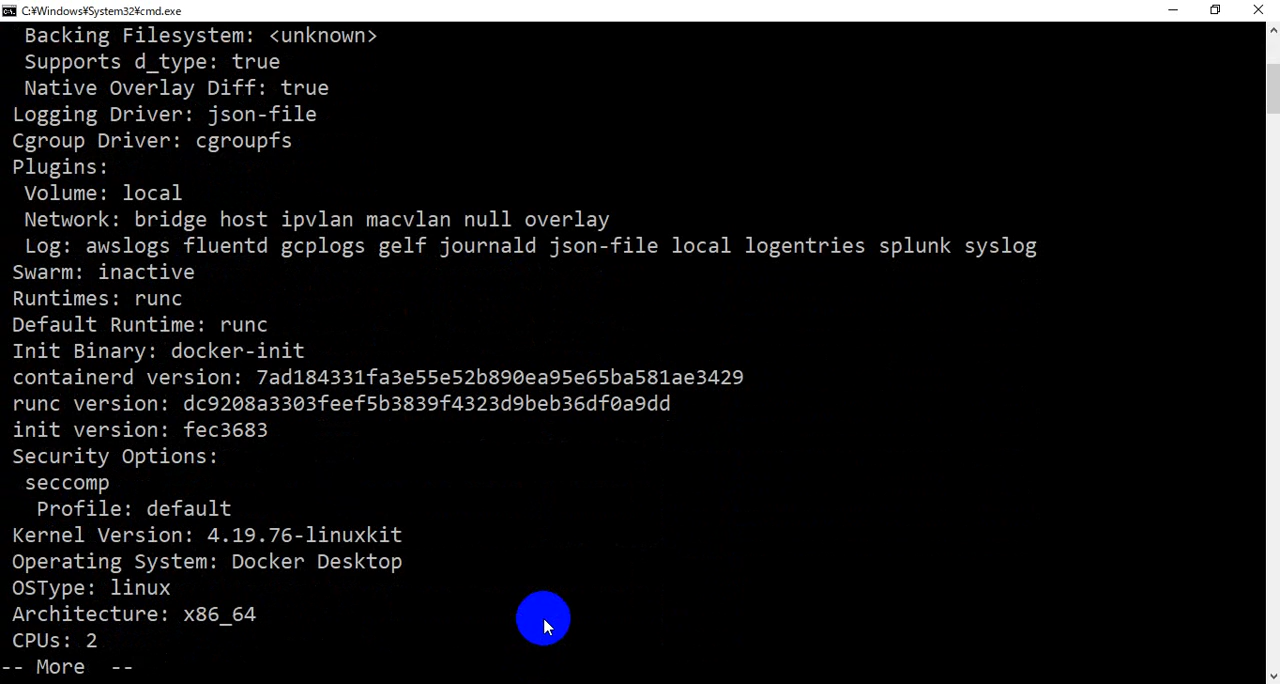 C:¥Windows¥System32¥cmd.exe
Backing Filesystem: <unknown>
Supports d_type: true
Native Overlay Diff: true
Logging Driver: json-file
Cgroup Driver: cgroupfs
Plugins:
Volume: local
Network: bridge host ipvlan macvlan null overlay
Log: awslogs fluentd gcplogs gelf journald json-file local logentries splunk syslog
Swarm: inactive
Runtimes: runc
Default Runtime: runc
Init Binary: docker-init
containerd version: 7ad184331fa3e55e52b890ea95e65ba581ae3429
runc version: dc9208a3303feef5b3839f4323d9beb36df0a9dd
init version: fec3683
Security Options:
seccomp
Profile: default
Kernel Version: 4.19.76-linuxkit
Operating System: Docker Desktop
OSType: linux
Architecture: x86_64
CPUs: 2
-- More  --